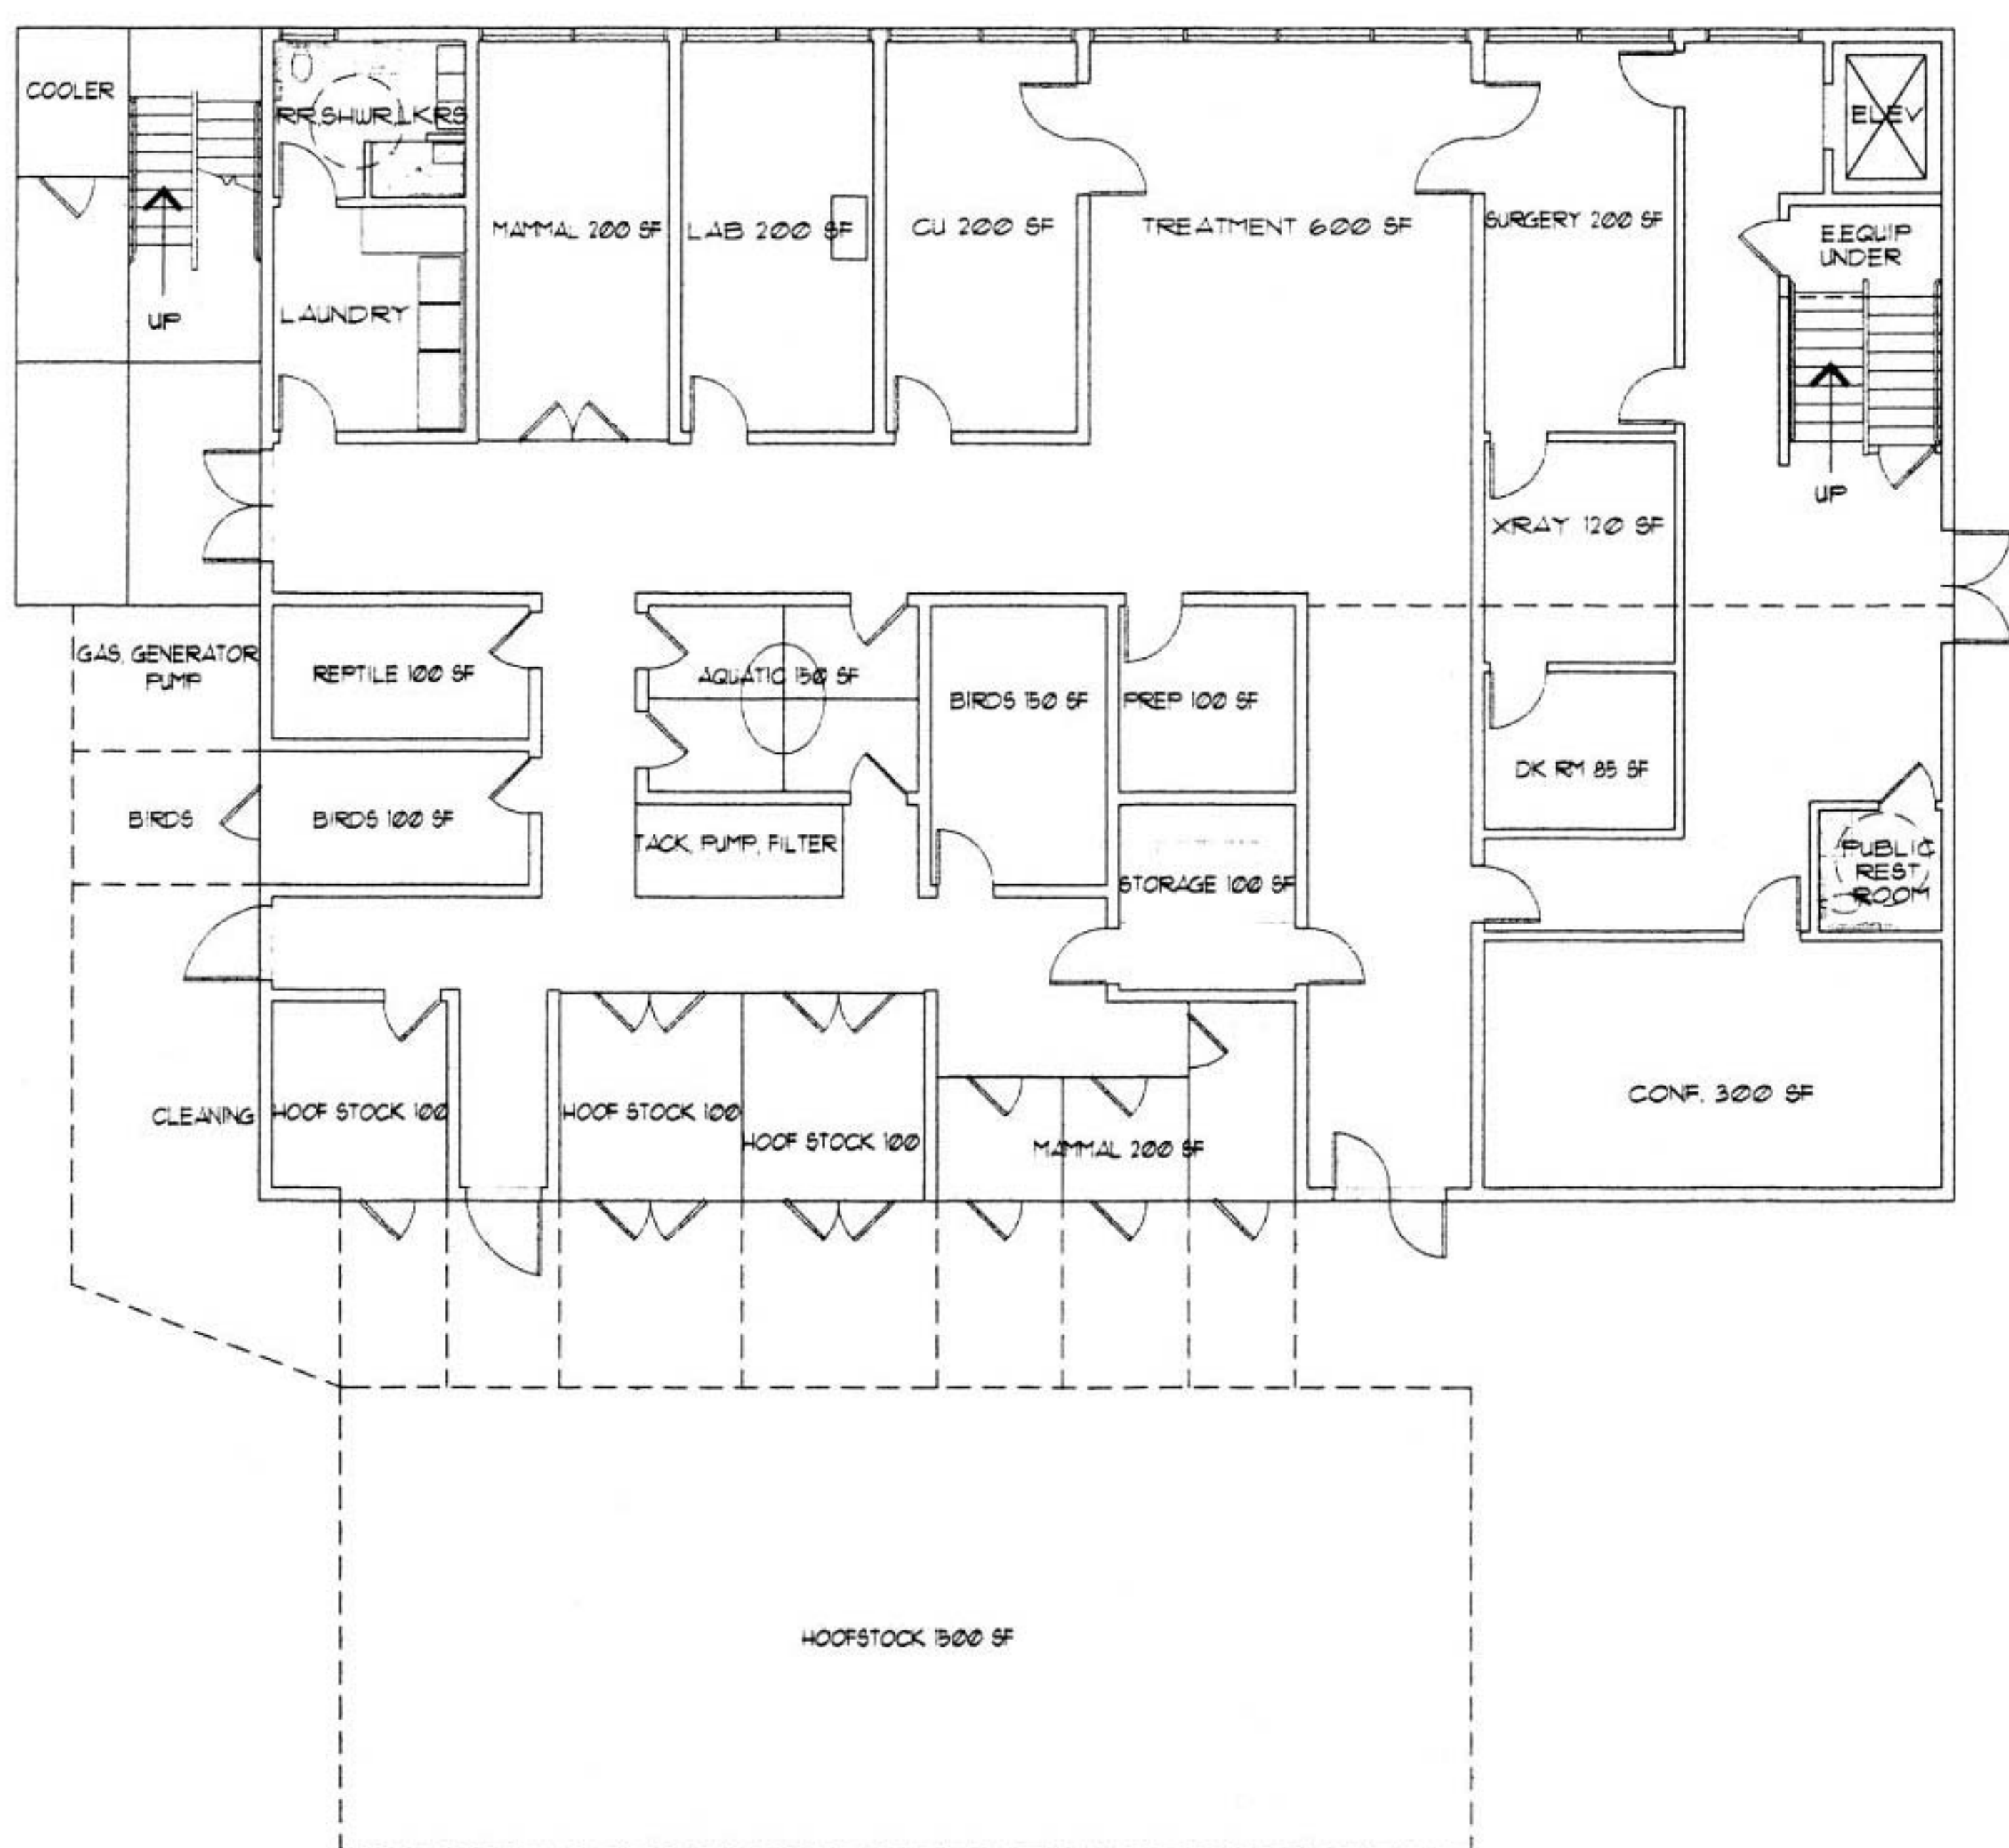 COOLER
RR, SHWR, LKRS
ELEV
MAMMAL 200 SF
LAB 200 SF
CU 200 SF
TREATMENT 600 SF
SURGERY 200 SF
E.EQUIP
UNDER
UP
LAUNDRY
UP
XRAY 120 SF
GAS, GENERATOR
PUMP
REPTILE 100 SF
AQUATIC 150 SF
BIRDS 150 SF
PREP 100 SF
DK RM 85 SF
BIRDS
BIRDS 100 SF
TACK, PUMP, FILTER
STORAGE 100 SF
PUBLIC
REST
ROOM
CLEANING
HOOF STOCK 100
HOOF STOCK 100
HOOF STOCK 100
MAMMAL 200 SF
CONF. 300 SF
HOOFSTOCK 1500 SF